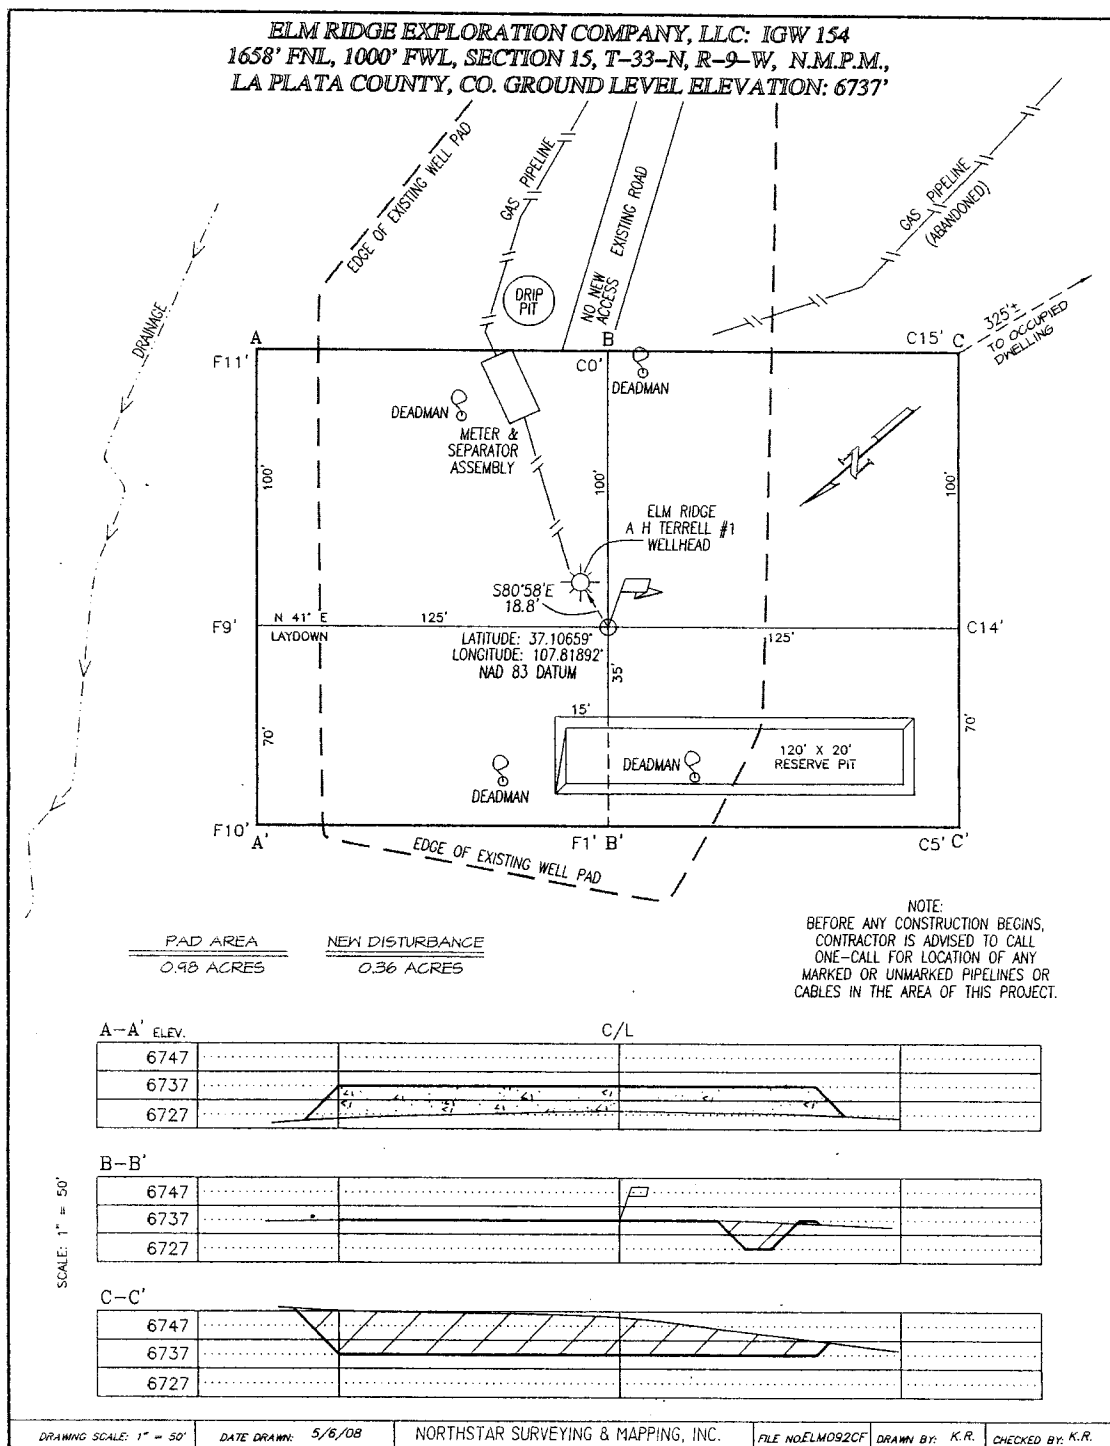 ELM RIDGE EXPLORATION COMPANY, LLC: IGW 154
1658' FNL, 1000' FWL, SECTION 15, T-33-N, R-9-W, N.M.P.M.,
LA PLATA COUNTY, CO. GROUND LEVEL ELEVATION: 6737'
EDGE OF EXISTING WELL PAD
GAS PIPELINE
EXISTING ROAD
NO NEW
ACCESS
GAS PIPELINE
(ABANDONED)
DRAINAGE
DRIP
PIT
325'±
TO OCCUPIED
DWELLING
A
B
C15' C
F11'
C0'
DEADMAN
DEADMAN
METER &
SEPARATOR
ASSEMBLY
100'
100'
100'
N
ELM RIDGE
A H TERRELL #1
WELLHEAD
S80°58'E
18.8'
F9'
N 41° E
125'
LAYDOWN
125'
C14'
LATITUDE: 37.10659°
LONGITUDE: 107.81892°
NAD 83 DATUM
35'
15'
70'
70'
120' X 20'
RESERVE PIT
DEADMAN
DEADMAN
F10'
A'
F1' B'
C5' C'
EDGE OF EXISTING WELL PAD
PAD AREA
0.98 ACRES
NEW DISTURBANCE
0.36 ACRES
NOTE:
BEFORE ANY CONSTRUCTION BEGINS,
CONTRACTOR IS ADVISED TO CALL
ONE-CALL FOR LOCATION OF ANY
MARKED OR UNMARKED PIPELINES OR
CABLES IN THE AREA OF THIS PROJECT.
A-A' ELEV.
C/L
6747
6737
6727
B-B'
6747
6737
6727
SCALE: 1" = 50'
C-C'
6747
6737
6727
DRAWING SCALE: 1" = 50'
DATE DRAWN: 5/6/08
NORTHSTAR SURVEYING & MAPPING, INC.
FILE NO:ELM092CF
DRAWN BY: K.R.
CHECKED BY: K.R.